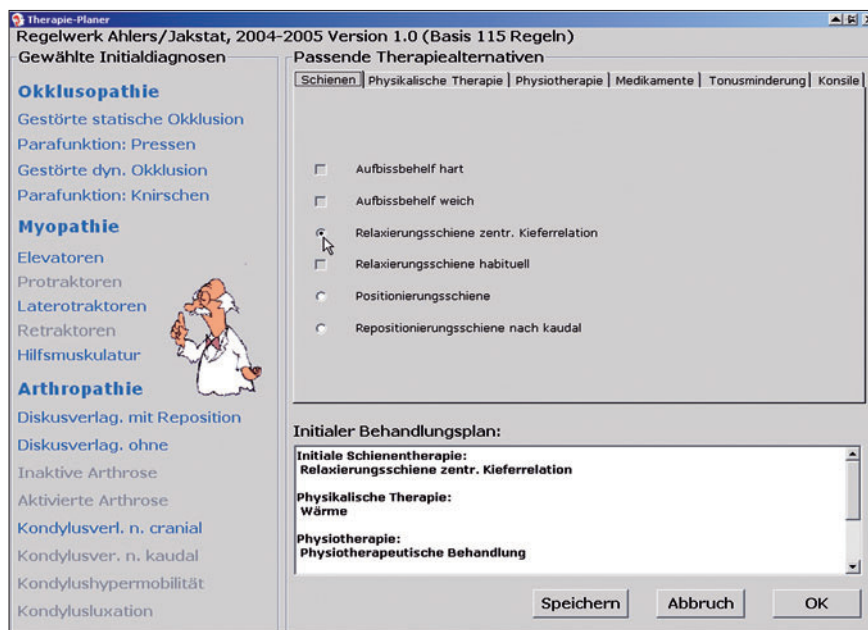 Therapie-Planer
Regelwerk Ahlers/Jakstat, 2004-2005 Version 1.0 (Basis 115 Regeln)
Gewählte Initialdiagnosen
Okklusopathie
Gestörte statische Okklusion
Parafunktion: Pressen
Gestörte dyn. Okklusion
Parafunktion: Knirschen
Myopathie
Elevatoren
Protraktoren
Laterotraktoren
Retraktoren
Hilfsmuskulatur
Arthropathie
Diskusverlag. mit Reposition
Diskusverlag. ohne
Inaktive Arthrose
Aktivierte Arthrose
Kondylusverl. n. cranial
Kondylusver. n. kaudal
Kondylushypermobilität
Kondylusluxation
Passende Therapiealternativen
Schienen Physikalische Therapie Physiotherapie Medikamente Tonusminderung Konsile
Aufbissbehelf hart
Aufbissbehelf weich
Relaxierungsschiene zentr. Kieferrelation
Relaxierungsschiene habituell
Positionierungsschiene
Repositionierungsschiene nach kaudal
Initialer Behandlungsplan:
Initiale Schienentherapie:
Relaxierungsschiene zentr. Kieferrelation
Physikalische Therapie:
Wärme
Physiotherapie:
Physiotherapeutische Behandlung
Speichern Abbruch OK